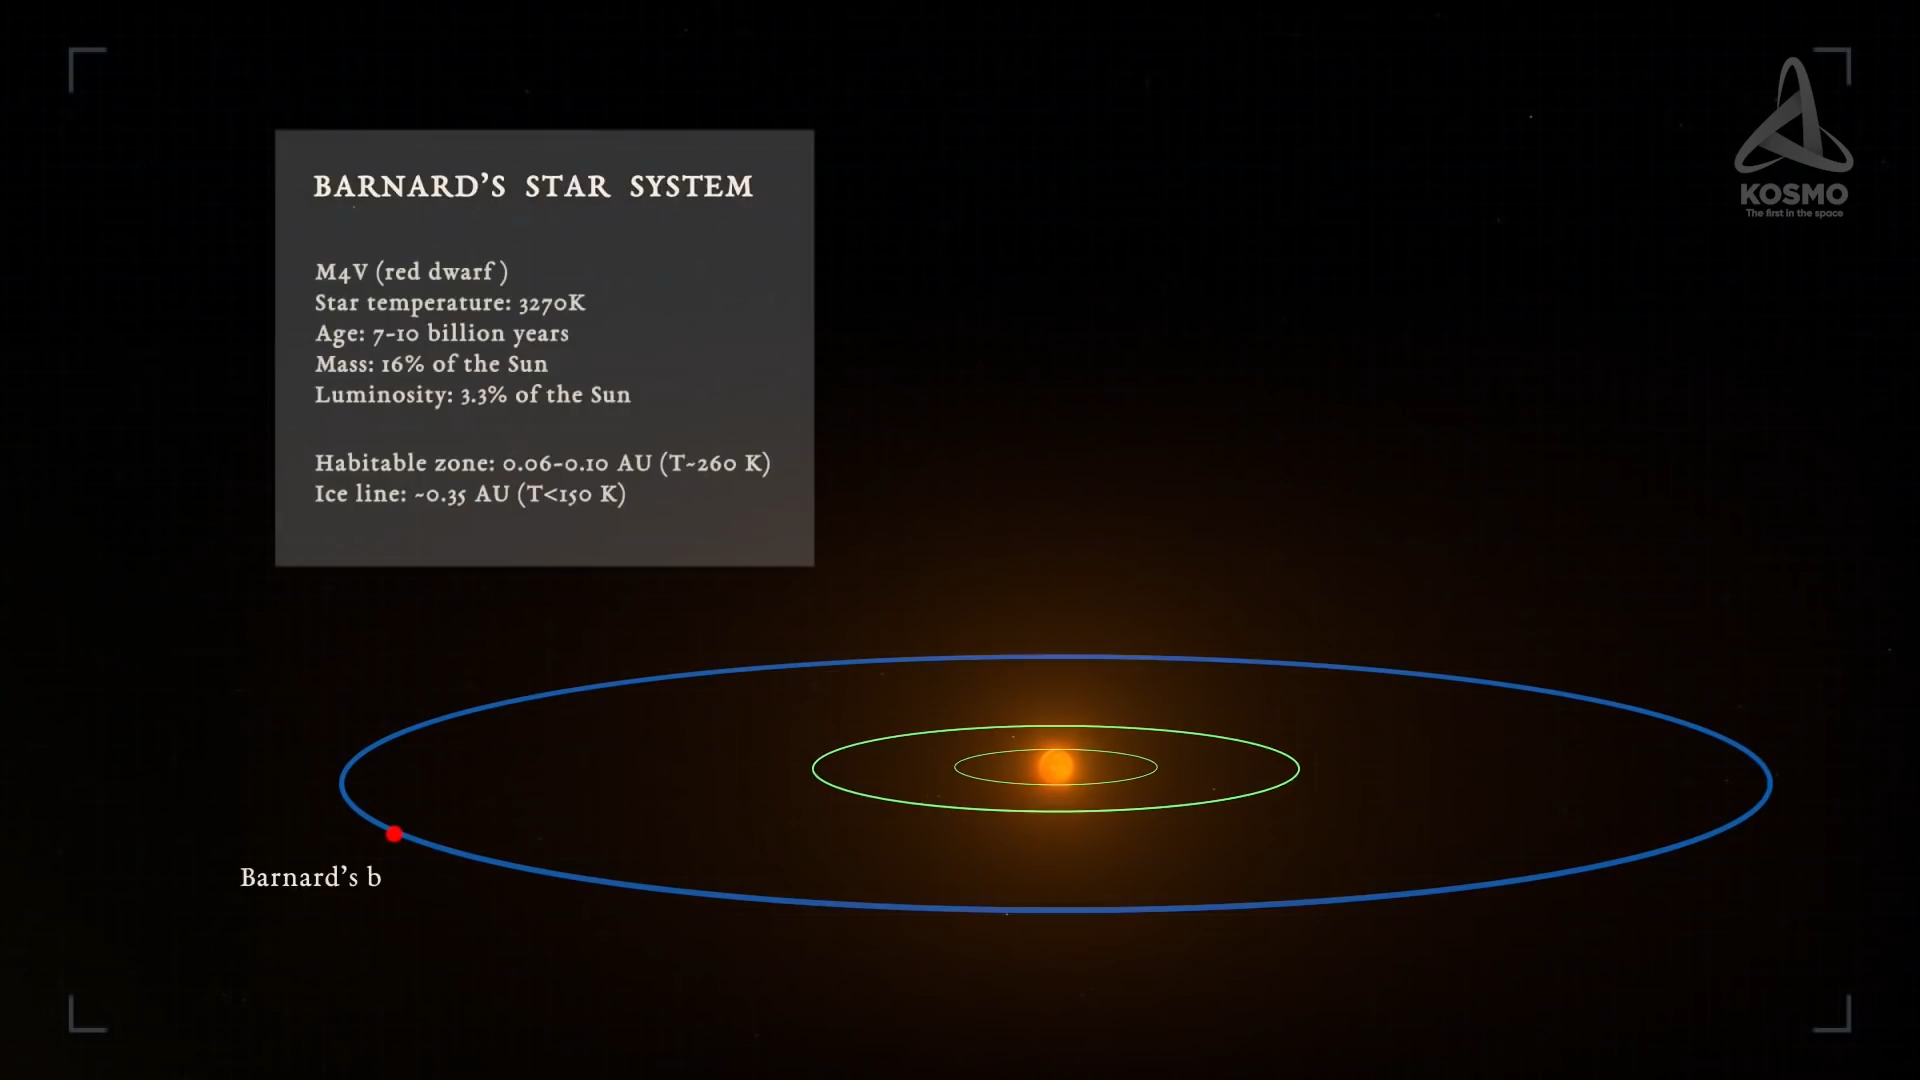 KOSMO
The first in the space
BARNARD'S STAR SYSTEM
M4V (red dwarf )
Star temperature: 3270K
Age: 7-10 billion years
Mass: 16% of the Sun
Luminosity: 3.3% of the Sun
Habitable zone: 0.06-0.10 AU (T~260 K)
Ice line: ~0.35 AU (T<150 K)
Barnard's b